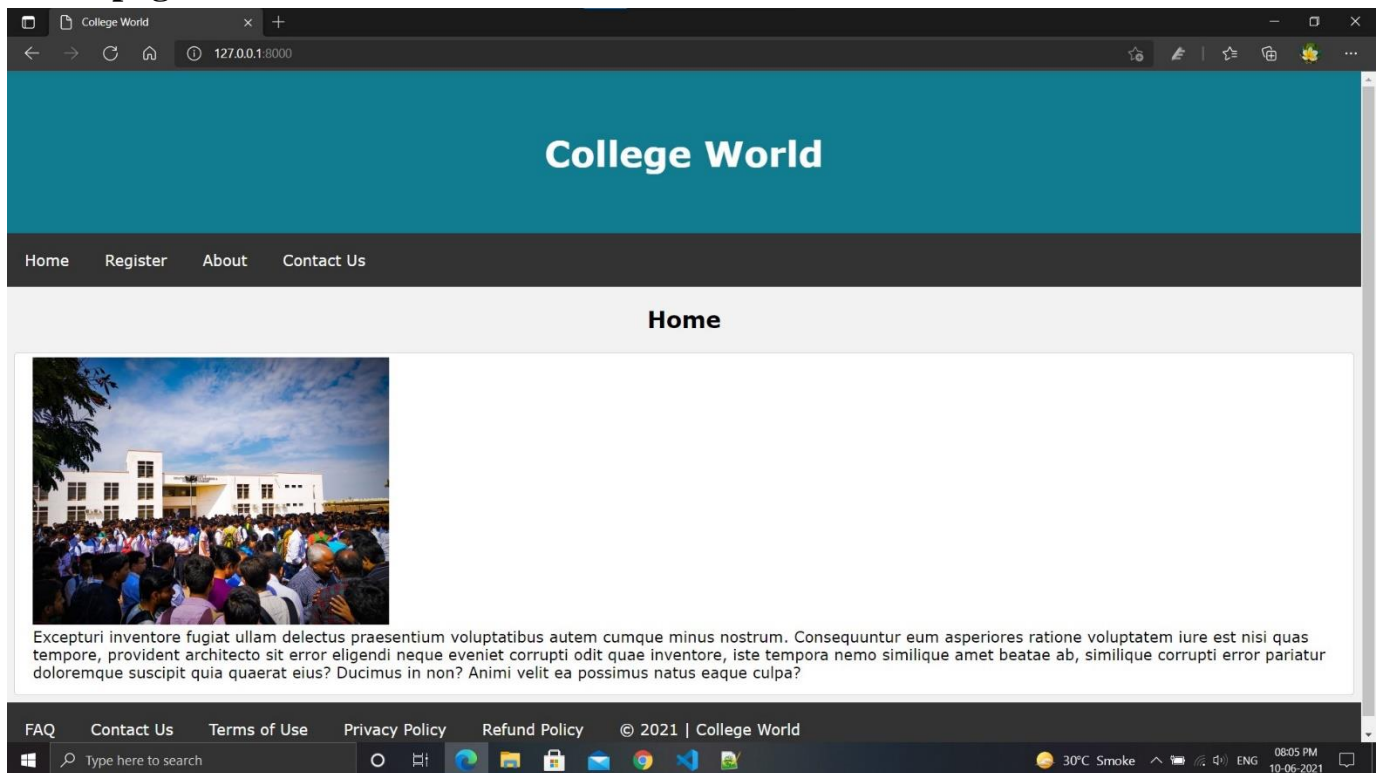 College World
127.0.0.1:8000
College World
Home Register About Contact Us
Home
Excepturi inventore fugiat ullam delectus praesentium voluptatibus autem cumque minus nostrum. Consequuntur eum asperiores ratione voluptatem iure est nisi quas
tempore, provident architecto sit error eligendi neque eveniet corrupti odit quae inventore, iste tempora nemo similique amet beatae ab, similique corrupti error pariatur
doloremque suscipit quia quaerat eius? Ducimus in non? Animi velit ea possimus natus eaque culpa?
FAQ Contact Us Terms of Use Privacy Policy Refund Policy © 2021 | College World
Type here to search
30°C Smoke
ENG
08:05 PM
10-06-2021